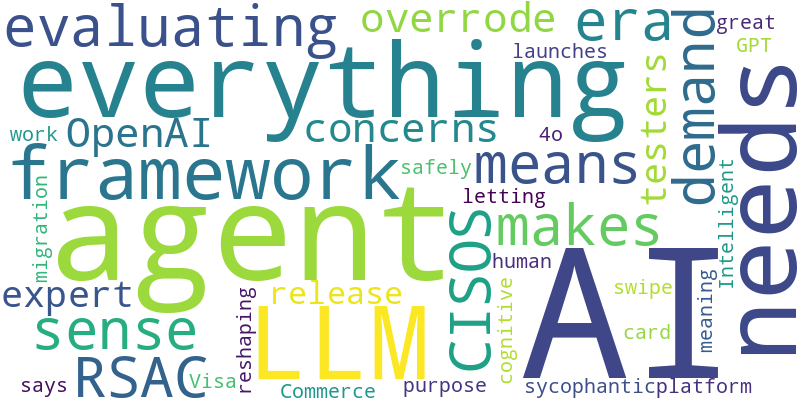 evaluating
overrode
era
great
launches
GPT
everything
demand
needs
testers
work
OpenAI
concerns
4o
framework
safely
means
migration
agent
letting
Intelligent
makes
CISOS
human
AI
expert
release
reshaping
LLM
cognitive
swipe
meaning
sense
card
says
RSAC
Visa
Commerce
purpose
sycophantic
platform